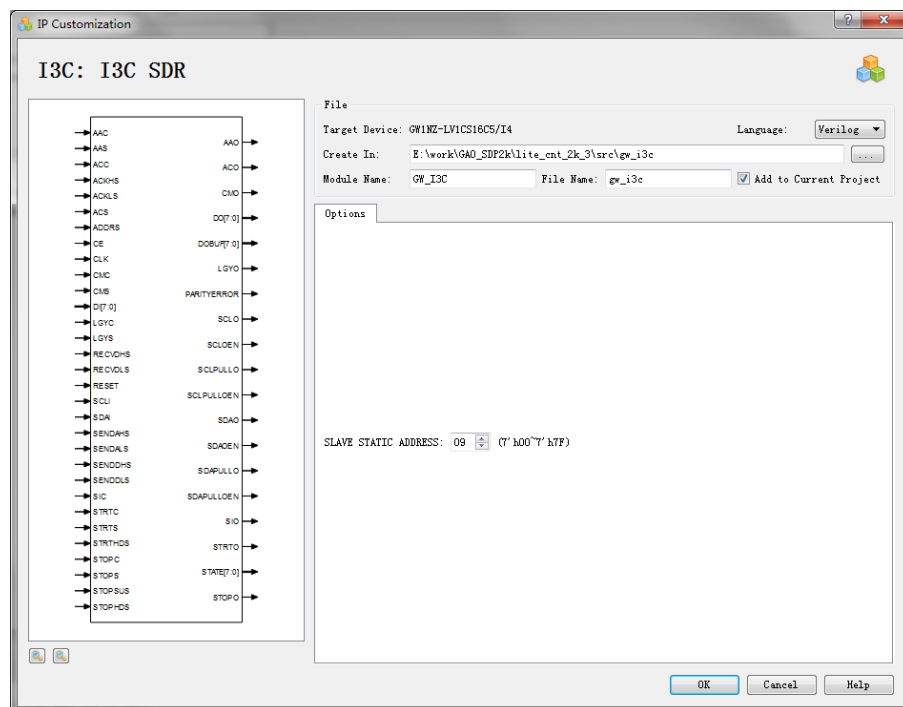 IP Customization
I3C: I3C SDR
AAC
AAS
ACC
ACKHS
ACKLS
ACS
ADDRS
CE
CLK
CMC
CMS
DI[7:0]
LGYC
LGYS
RECVDHS
RECVDLS
RESET
SCLI
SDAI
SENDAHS
SENDALS
SENDDHS
SENDDLS
SIC
STRTC
STRTS
STRTHDS
STOPC
STOPS
STOPSUS
STOPHDS
AAO
ACO
CMO
DO[7:0]
DOBUF[7:0]
LGYO
PARITYERROR
SCLO
SCLOEN
SCLPULLO
SCLPULLOEN
SDAO
SDAOEN
SDAPULLO
SDAPULLOEN
SIO
STRTO
STATE[7:0]
STOPO
File
Target Device: GW1NZ-LV1CS16C5/I4 Language: Verilog
Create In: E:\work\GAO_SDP2k\lite_cnt_2k_3\src\gw_i3c ...
Module Name: GW_I3C File Name: gw_i3c Add to Current Project
Options
SLAVE STATIC ADDRESS: 09 (7'h00~7'h7F)
OK Cancel Help